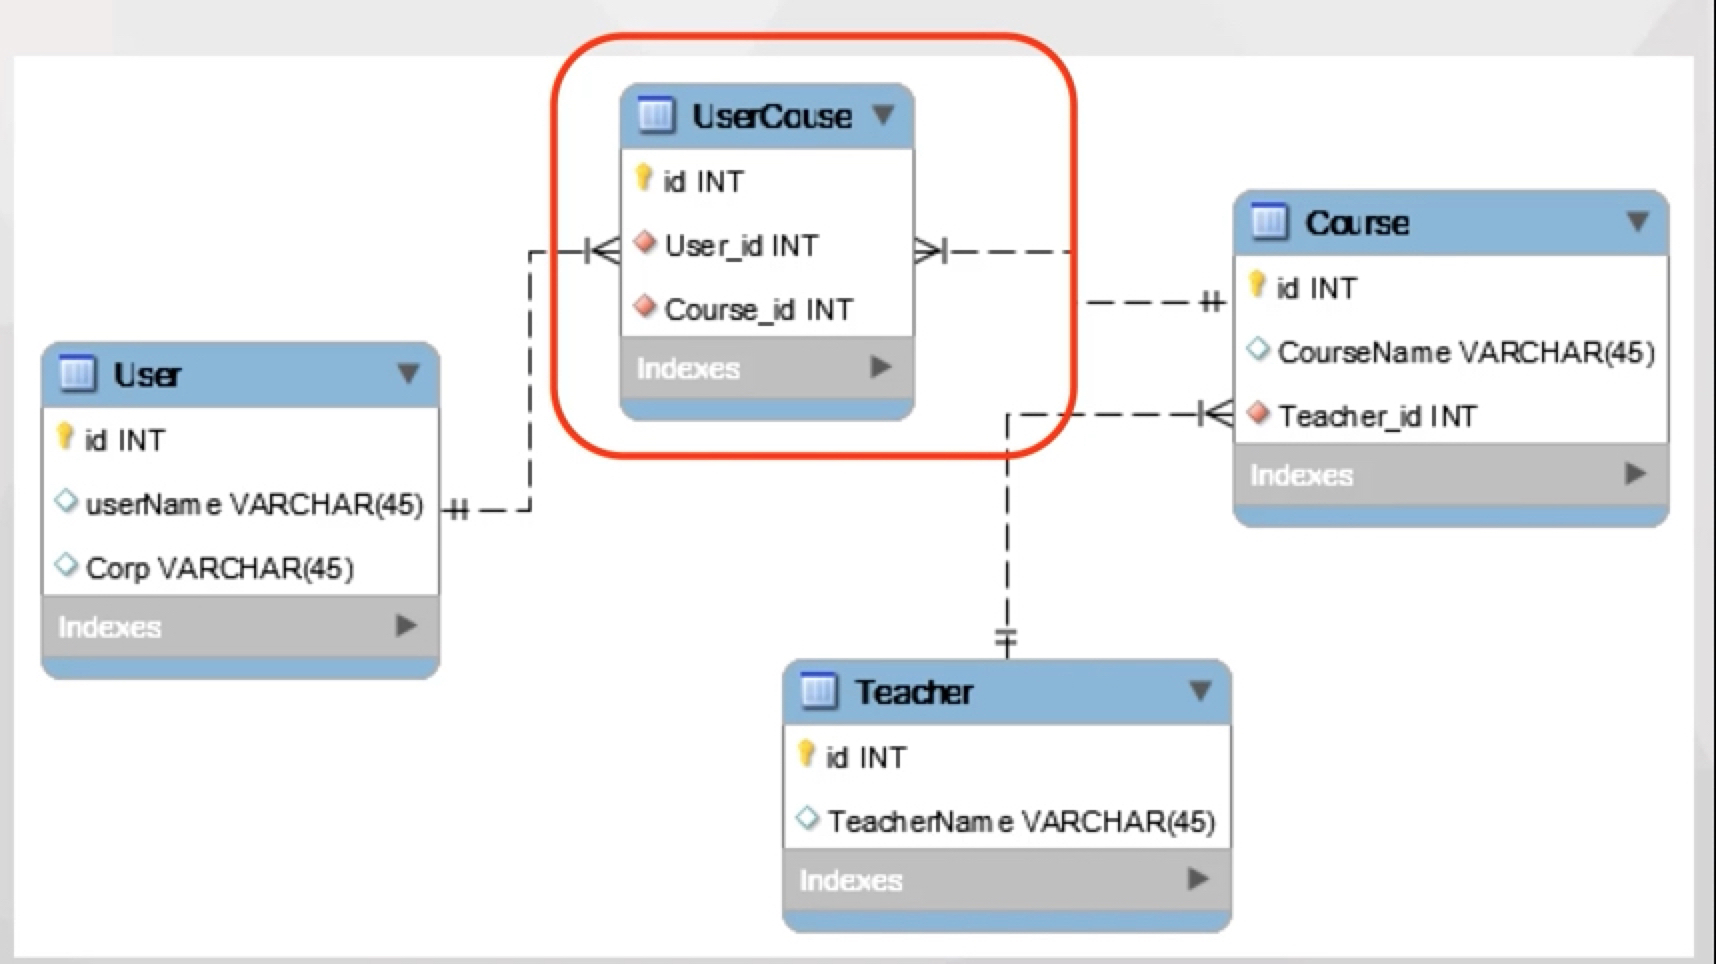 UserCouse
id INT
User_id INT
Course_id INT
Indexes
Course
id INT
CourseName VARCHAR(45)
Teacher_id INT
Indexes
User
id INT
userName VARCHAR(45)
Corp VARCHAR(45)
Indexes
Teacher
id INT
TeacherName VARCHAR(45)
Indexes